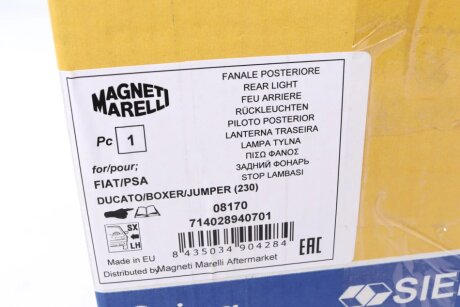 MAGNETI
MARELLI
Pc 1
FANALE POSTERIORE
REAR LIGHT
FEU ARRIERE
RÜCKLEUCHTEN
PILOTO POSTERIOR
LANTERNA TRASEIRA
LAMPA TYLNA
ΠΙΣΩ ΦΑΝΟΣ
ЗАДНИЙ ФОНАРЬ
STOP LAMBASI
for/pour;
FIAT/PSA
DUCATO/BOXER/JUMPER (230)
08170
714028940701
SX
LH
8 435034 904284
EAC
Made in EU
Distributed by Magneti Marelli Aftermarket
SIE